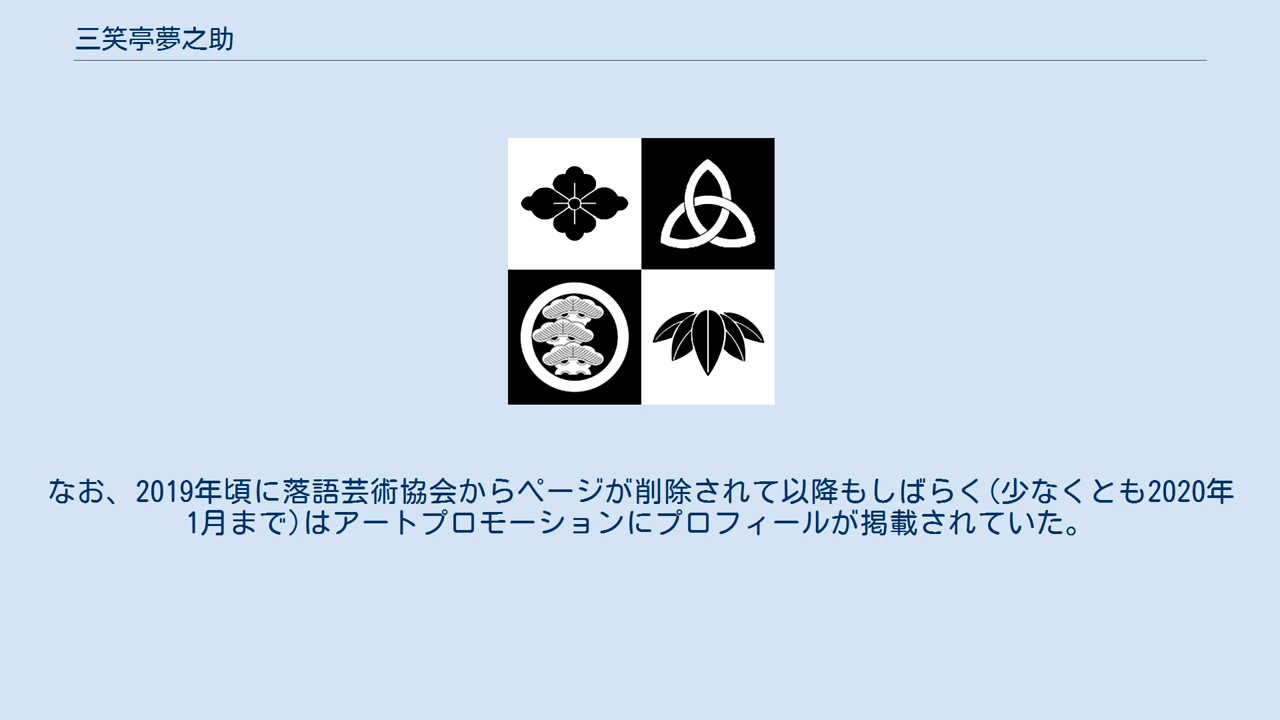 三笑亭夢之助
なお、2019年頃に落語芸術協会からページが削除されて以降もしばらく(少なくとも2020年
1月まで)はアートプロモーションにプロフィールが掲載されていた。